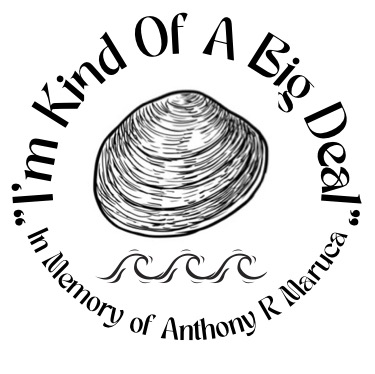 “I'm Kind Of A Big Deal”
In Memory of Anthony R Maruca